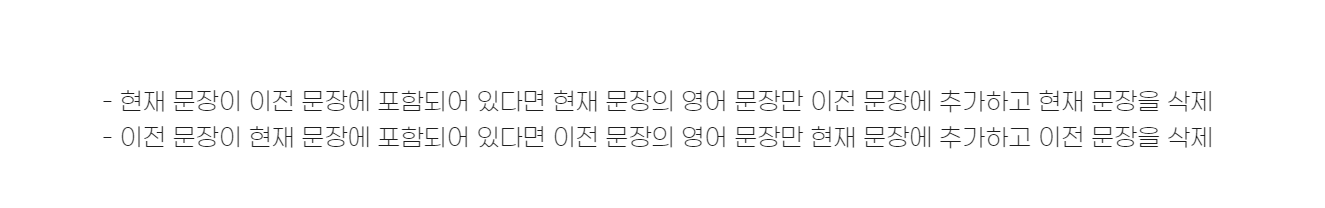 - 현재 문장이 이전 문장에 포함되어 있다면 현재 문장의 영어 문장만 이전 문장에 추가하고 현재 문장을 삭제
- 이전 문장이 현재 문장에 포함되어 있다면 이전 문장의 영어 문장만 현재 문장에 추가하고 이전 문장을 삭제